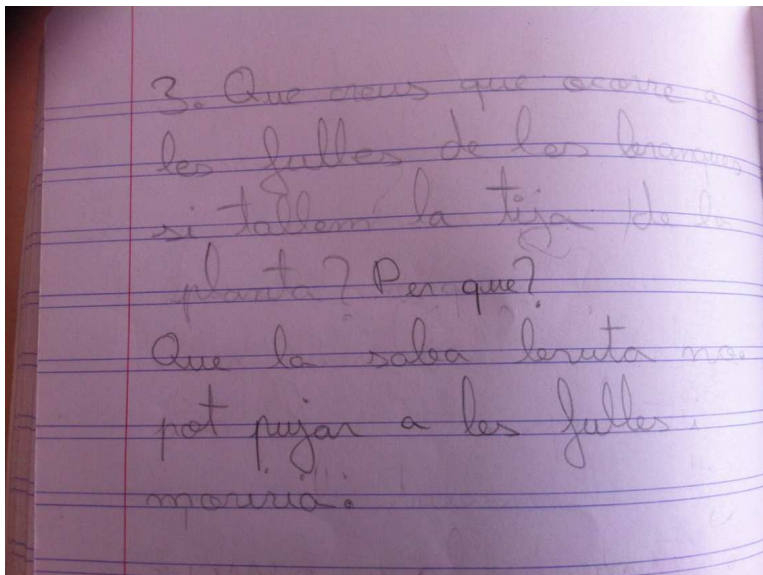 3. Que creus que ocorre a
les fulles de les branques
si tallem la tija de la
planta? Per que?
Que la saba bruta no
pot pujar a les fulles i
moriria.